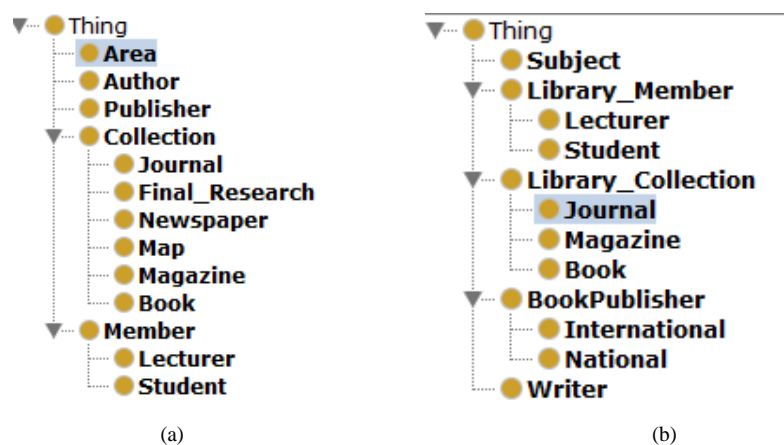 Thing
Area
Author
Publisher
Collection
Journal
Final_Research
Newspaper
Map
Magazine
Book
Member
Lecturer
Student
(a)
Thing
Subject
Library_Member
Lecturer
Student
Library_Collection
Journal
Magazine
Book
BookPublisher
International
National
Writer
(b)